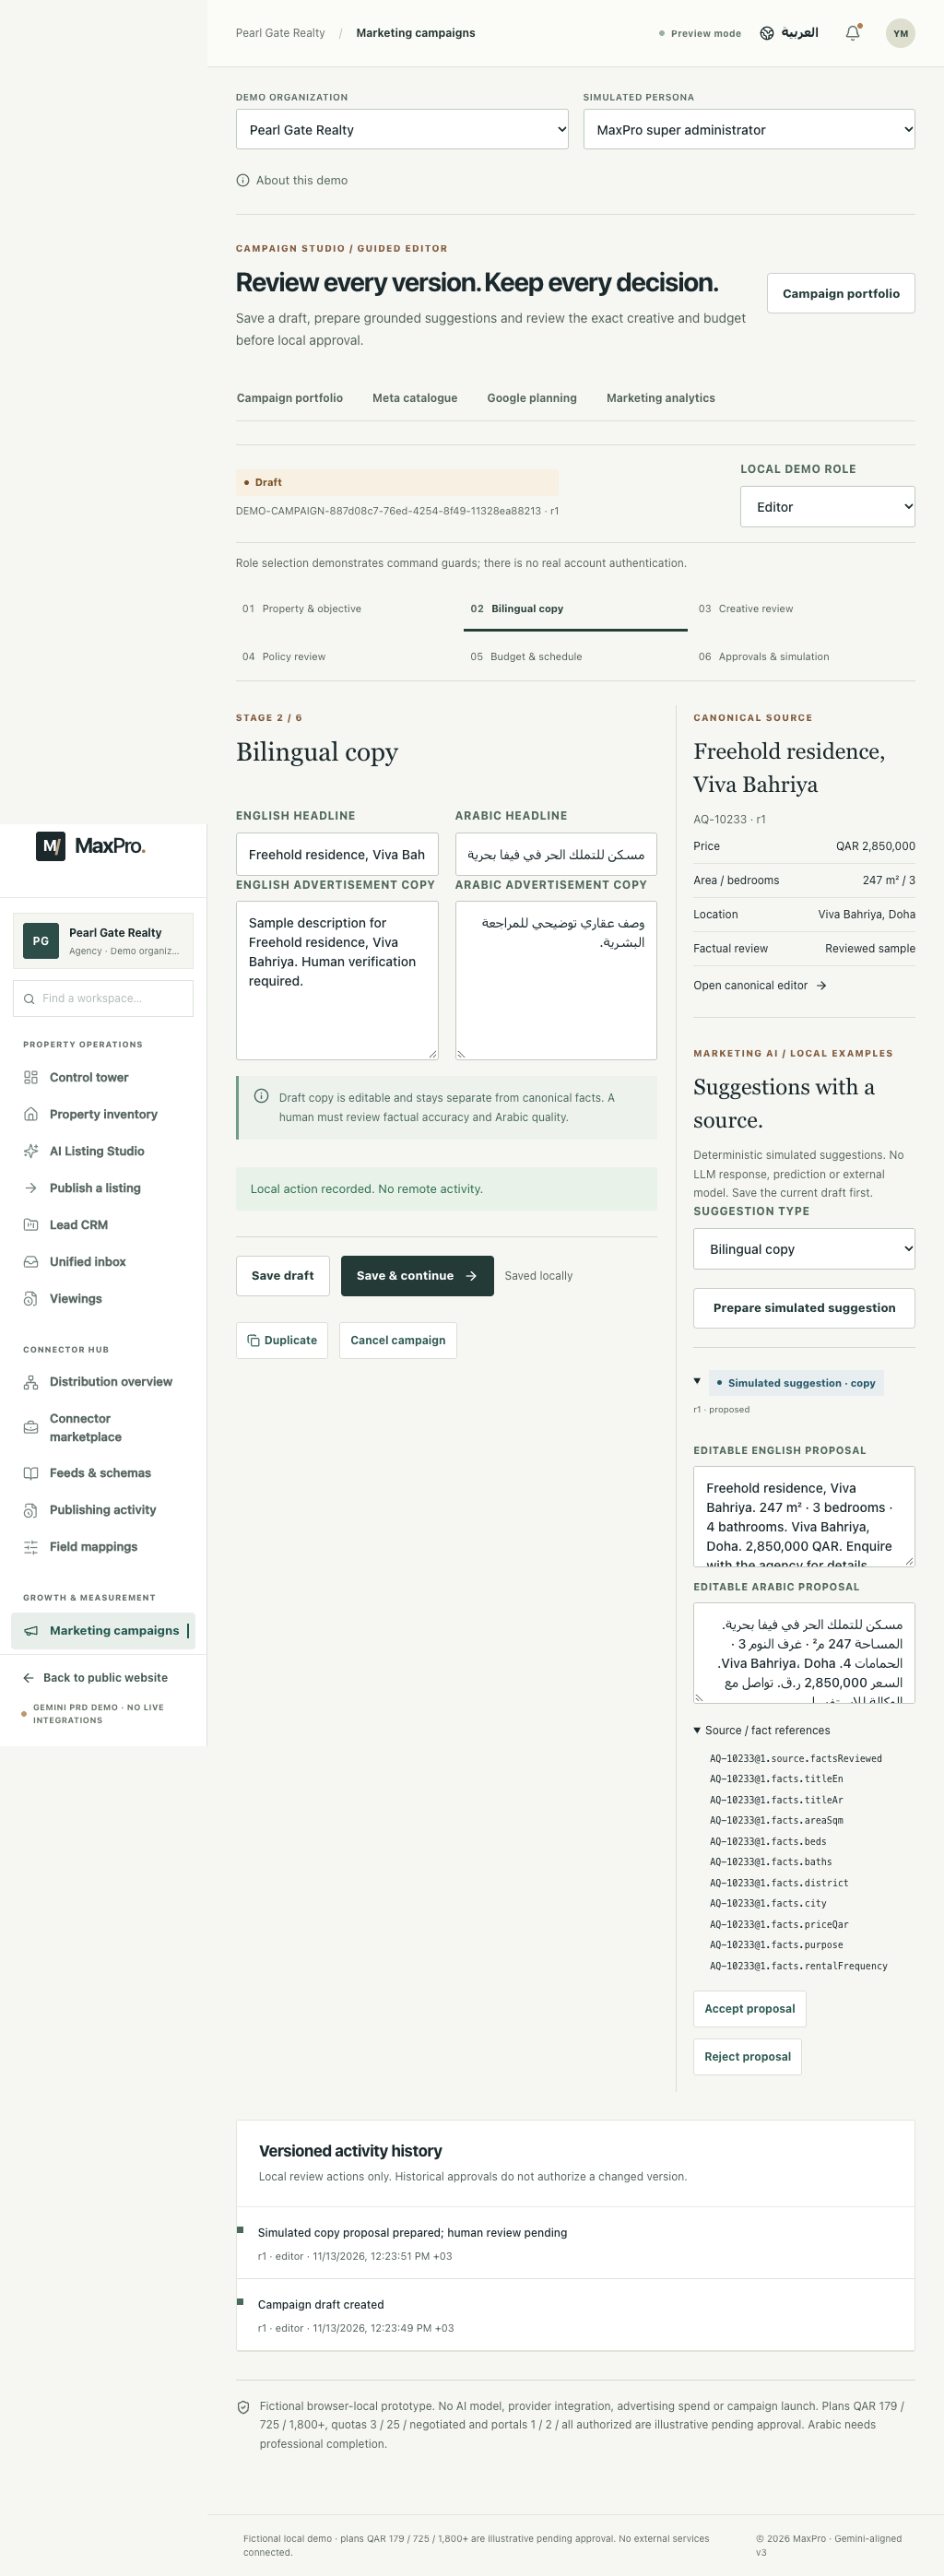 Pearl Gate Realty / Marketing campaigns
Preview mode
العربية
YM
DEMO ORGANIZATION
Pearl Gate Realty
SIMULATED PERSONA
MaxPro super administrator
About this demo
CAMPAIGN STUDIO / GUIDED EDITOR
Review every version. Keep every decision.
Save a draft, prepare grounded suggestions and review the exact creative and budget
before local approval.
Campaign portfolio
Campaign portfolio
Meta catalogue
Google planning
Marketing analytics
Draft
DEMO-CAMPAIGN-887d08c7-76ed-4254-8f49-11328ea88213 · r1
LOCAL DEMO ROLE
Editor
Role selection demonstrates command guards; there is no real account authentication.
01 Property & objective
02 Bilingual copy
03 Creative review
04 Policy review
05 Budget & schedule
06 Approvals & simulation
STAGE 2 / 6
Bilingual copy
ENGLISH HEADLINE
Freehold residence, Viva Bah
ARABIC HEADLINE
مسكن للتملك الحر في فيفا بحرية
ENGLISH ADVERTISEMENT COPY
Sample description for
Freehold residence, Viva
Bahriya. Human verification
required.
ARABIC ADVERTISEMENT COPY
وصف عقاري توضيحي للمراجعة
البشرية.
Draft copy is editable and stays separate from canonical facts. A
human must review factual accuracy and Arabic quality.
Local action recorded. No remote activity.
Save draft
Save & continue
Saved locally
Duplicate
Cancel campaign
CANONICAL SOURCE
Freehold residence,
Viva Bahriya
AQ-10233 · r1
Price QAR 2,850,000
Area / bedrooms 247 m² / 3
Location Viva Bahriya, Doha
Factual review Reviewed sample
Open canonical editor
MARKETING AI / LOCAL EXAMPLES
Suggestions with a
source.
Deterministic simulated suggestions. No
LLM response, prediction or external
model. Save the current draft first.
SUGGESTION TYPE
Bilingual copy
Prepare simulated suggestion
Simulated suggestion · copy
r1 · proposed
EDITABLE ENGLISH PROPOSAL
Freehold residence, Viva
Bahriya. 247 m² · 3 bedrooms ·
4 bathrooms. Viva Bahriya,
Doha. 2,850,000 QAR. Enquire
with the agency for details
EDITABLE ARABIC PROPOSAL
مسكن للتملك الحر في فيفا بحرية.
المساحة 247 م² · غرف النوم 3 ·
الحمامات 4. Viva Bahriya، Doha.
السعر 2,850,000 ر.ق. تواصل مع
Source / fact references
AQ-10233@1.source.factsReviewed
AQ-10233@1.facts.titleEn
AQ-10233@1.facts.titleAr
AQ-10233@1.facts.areaSqm
AQ-10233@1.facts.beds
AQ-10233@1.facts.baths
AQ-10233@1.facts.district
AQ-10233@1.facts.city
AQ-10233@1.facts.priceQar
AQ-10233@1.facts.purpose
AQ-10233@1.facts.rentalFrequency
Accept proposal
Reject proposal
M/ MaxPro.
PG
Pearl Gate Realty
Agency · Demo organiz...
Find a workspace...
PROPERTY OPERATIONS
Control tower
Property inventory
AI Listing Studio
Publish a listing
Lead CRM
Unified inbox
Viewings
CONNECTOR HUB
Distribution overview
Connector
marketplace
Feeds & schemas
Publishing activity
Field mappings
GROWTH & MEASUREMENT
Marketing campaigns
Back to public website
GEMINI PRD DEMO · NO LIVE
INTEGRATIONS
Versioned activity history
Local review actions only. Historical approvals do not authorize a changed version.
Simulated copy proposal prepared; human review pending
r1 · editor · 11/13/2026, 12:23:51 PM +03
Campaign draft created
r1 · editor · 11/13/2026, 12:23:49 PM +03
Fictional browser-local prototype. No AI model, provider integration, advertising spend or campaign launch. Plans QAR 179 /
725 / 1,800+, quotas 3 / 25 / negotiated and portals 1 / 2 / all authorized are illustrative pending approval. Arabic needs
professional completion.
Fictional local demo · plans QAR 179 / 725 / 1,800+ are illustrative pending approval. No external services
connected.
© 2026 MaxPro · Gemini-aligned
v3